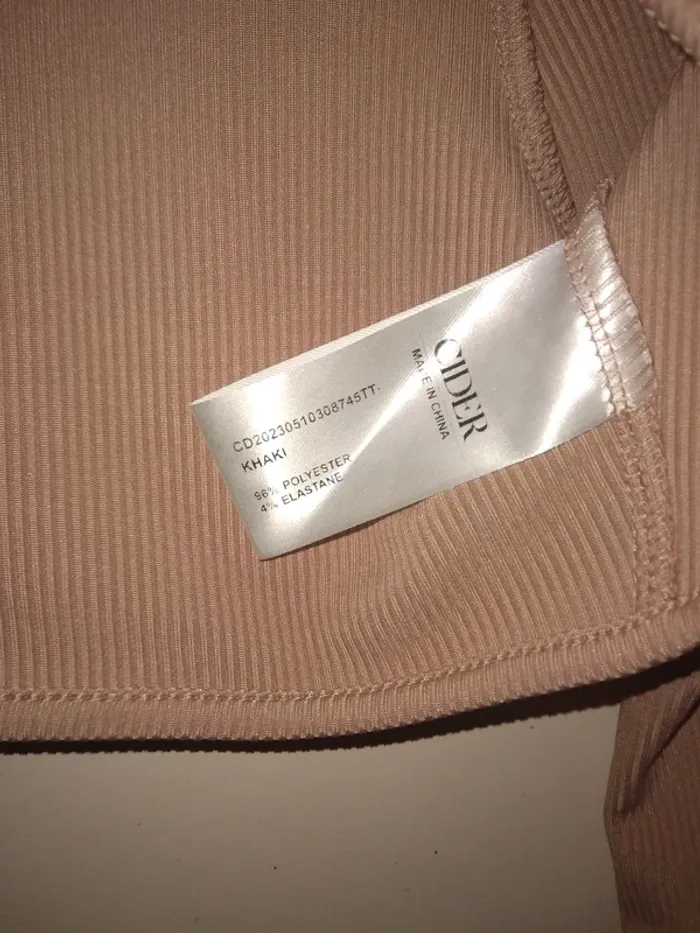 CIDER
MADE IN CHINA
CD20230510308745TT.
KHAKI
96% POLYESTER
4% ELASTANE